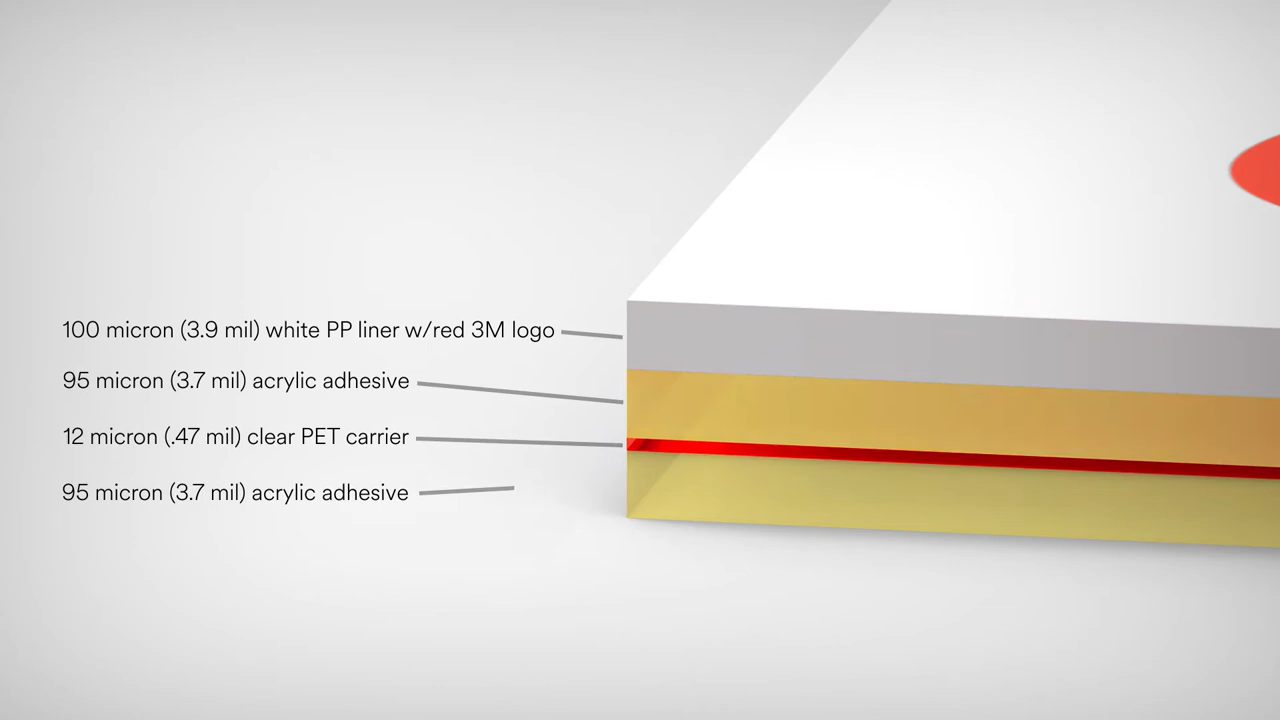 100 micron (3.9 mil) white PP liner w/red 3M logo
95 micron (3.7 mil) acrylic adhesive
12 micron (.47 mil) clear PET carrier
95 micron (3.7 mil) acrylic adhesive